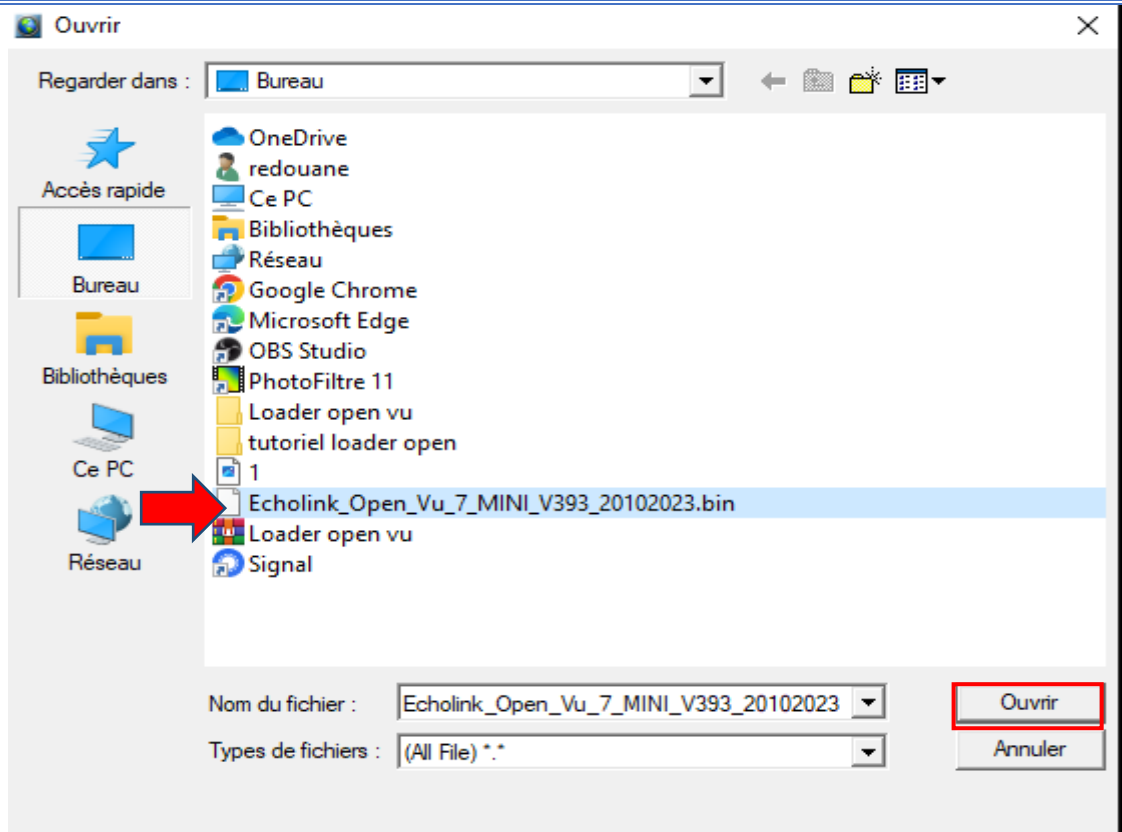 Ouvrir
Regarder dans :
Bureau
Accès rapide
Bureau
Bibliothèques
Ce PC
Réseau
OneDrive
redouane
Ce PC
Bibliothèques
Réseau
Google Chrome
Microsoft Edge
OBS Studio
PhotoFiltre 11
Loader open vu
tutoriel loader open
1
Echolink_Open_Vu_7_MINI_V393_20102023.bin
Loader open vu
Signal
Nom du fichier :
Echolink_Open_Vu_7_MINI_V393_20102023
Ouvrir
Types de fichiers :
(All File) *.*
Annuler